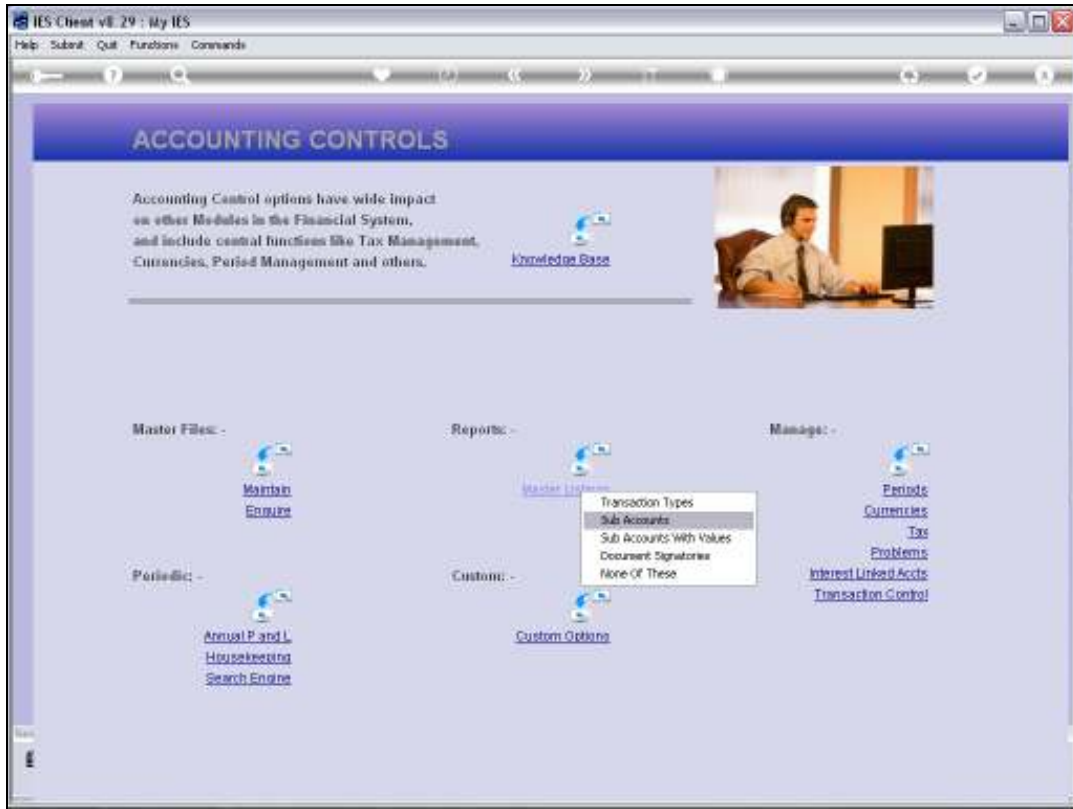 IES Client v8.29 : My IES
Help Submit Quit Functions Commands
ACCOUNTING CONTROLS
Accounting Control options have wide impact
on other Modules in the Financial System,
and include central functions like Tax Management,
Currencies, Period Management and others.
Knowledge Base
Master Files: -
Reports: -
Manage: -
Maintain
Enquire
Master Listings
Transaction Types
Sub Accounts
Sub Accounts With Values
Document Signatories
None Of These
Periods
Currencies
Tax
Problems
Interest Linked Accts
Transaction Control
Periodic: -
Custom: -
Annual P and L
Housekeeping
Search Engine
Custom Options